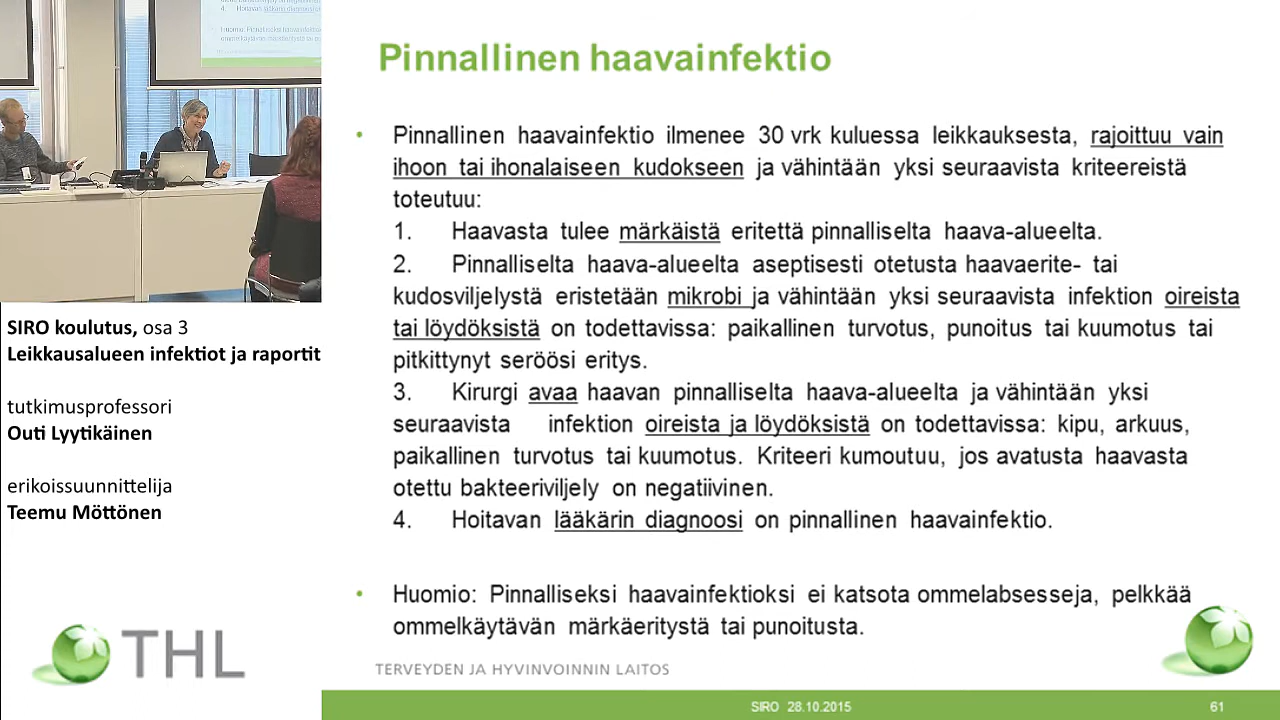 Pinnallinen haavainfektio
• Pinnallinen haavainfektio ilmenee 30 vrk kuluessa leikkauksesta, rajoittuu vain
ihoon tai ihonalaiseen kudokseen ja vähintään yksi seuraavista kriteereistä
toteutuu:
1. Haavasta tulee märkäistä eritettä pinnalliselta haava-alueelta.
2. Pinnalliselta haava-alueelta aseptisesti otetusta haavaerite- tai
kudosviljelystä eristetään mikrobi ja vähintään yksi seuraavista infektion oireista
tai löydöksistä on todettavissa: paikallinen turvotus, punoitus tai kuumotus tai
pitkittynyt seröösi eritys.
3. Kirurgi avaa haavan pinnalliselta haava-alueelta ja vähintään yksi
seuraavista infektion oireista ja löydöksistä on todettavissa: kipu, arkuus,
paikallinen turvotus tai kuumotus. Kriteeri kumoutuu, jos avatusta haavasta
otettu bakteeriviljely on negatiivinen.
4. Hoitavan lääkärin diagnoosi on pinnallinen haavainfektio.
• Huomio: Pinnalliseksi haavainfektioksi ei katsota ommelabsesseja, pelkkää
ommelkäytävän märkäeritystä tai punoitusta.
TERVEYDEN JA HYVINVOINNIN LAITOS
SIRO 28.10.2015
61
SIRO koulutus, osa 3
Leikkausalueen infektiot ja raportit
tutkimusprofessori
Outi Lyytikäinen
erikoissuunnittelija
Teemu Möttönen
THL